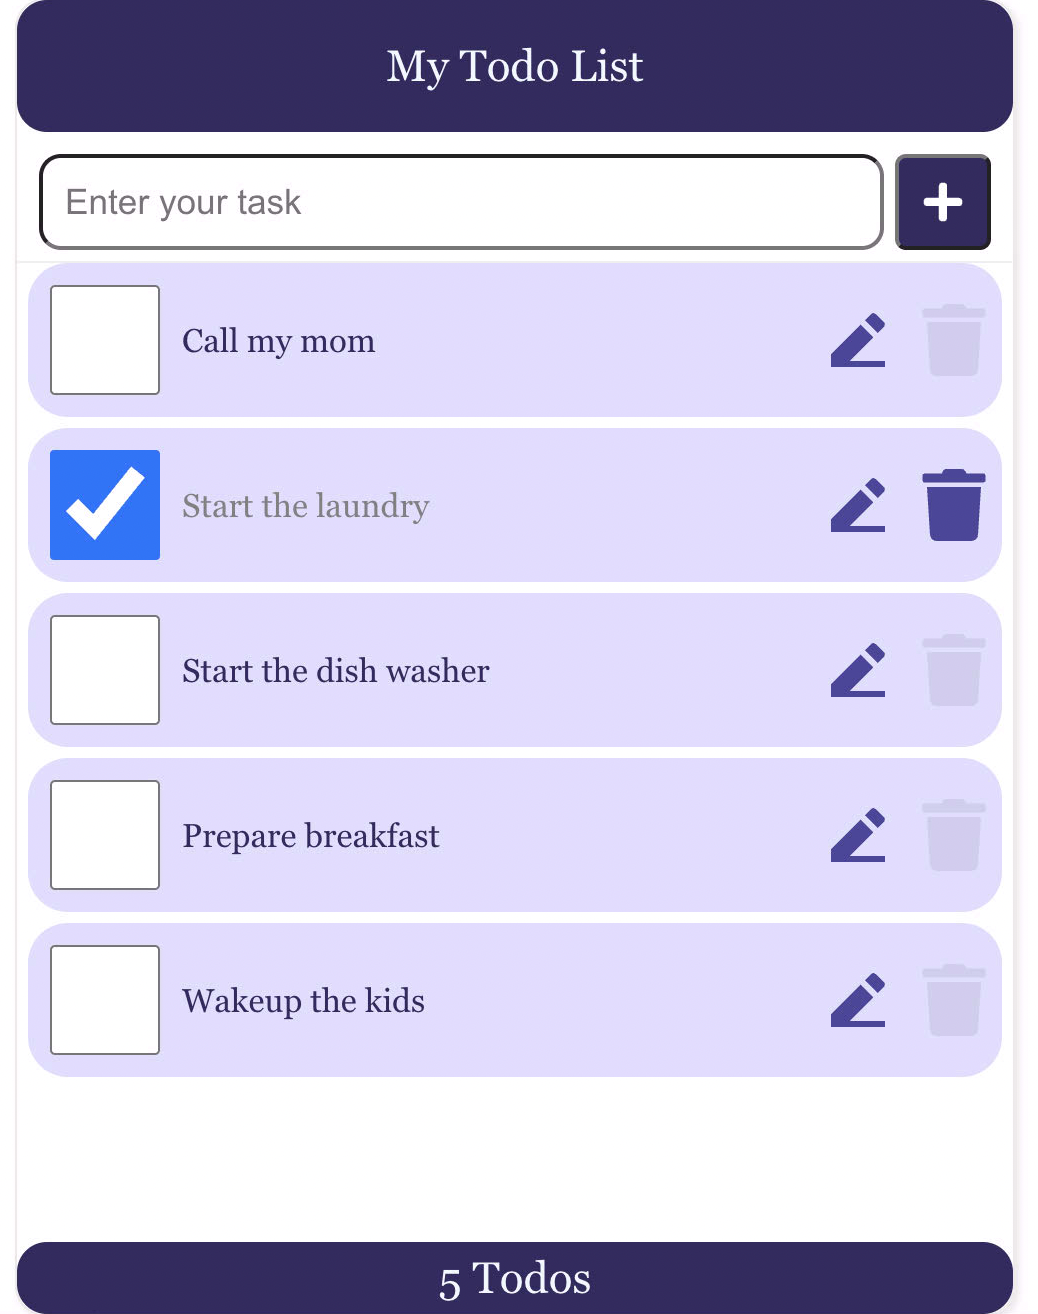 My Todo List
Enter your task
Call my mom
Start the laundry
Start the dish washer
Prepare breakfast
Wakeup the kids
5 Todos